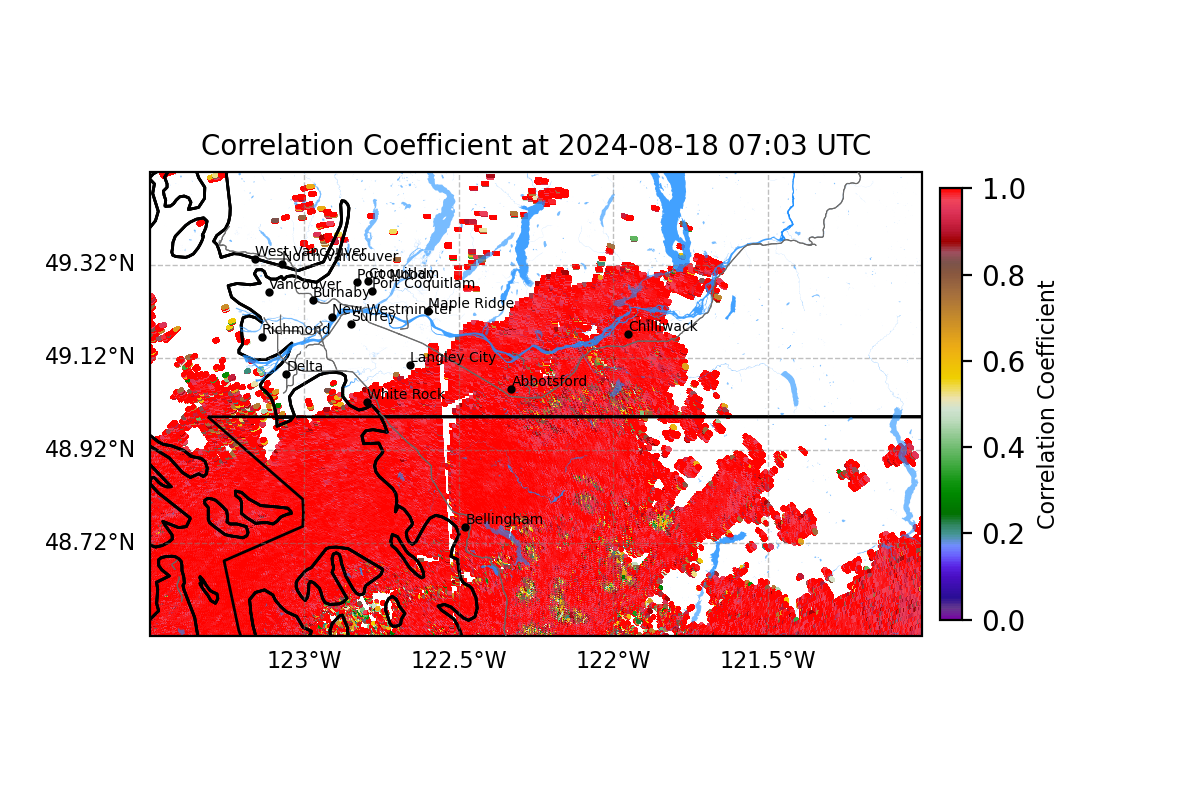 Correlation Coefficient at 2024-08-18 07:03 UTC
1.0
49.32°N
West Vancouver
North Vancouver
Port Moody
Coquitlam
Vancouver
Port Coquitlam
Burnaby
0.8
Maple Ridge
New Westminster
Surrey
Richmond
Chilliwack
49.12°N
Langley City
Delta
0.6
Abbotsford
White Rock
Correlation Coefficient
48.92°N
0.4
Bellingham
48.72°N
0.2
0.0
123°W
122.5°W
122°W
121.5°W